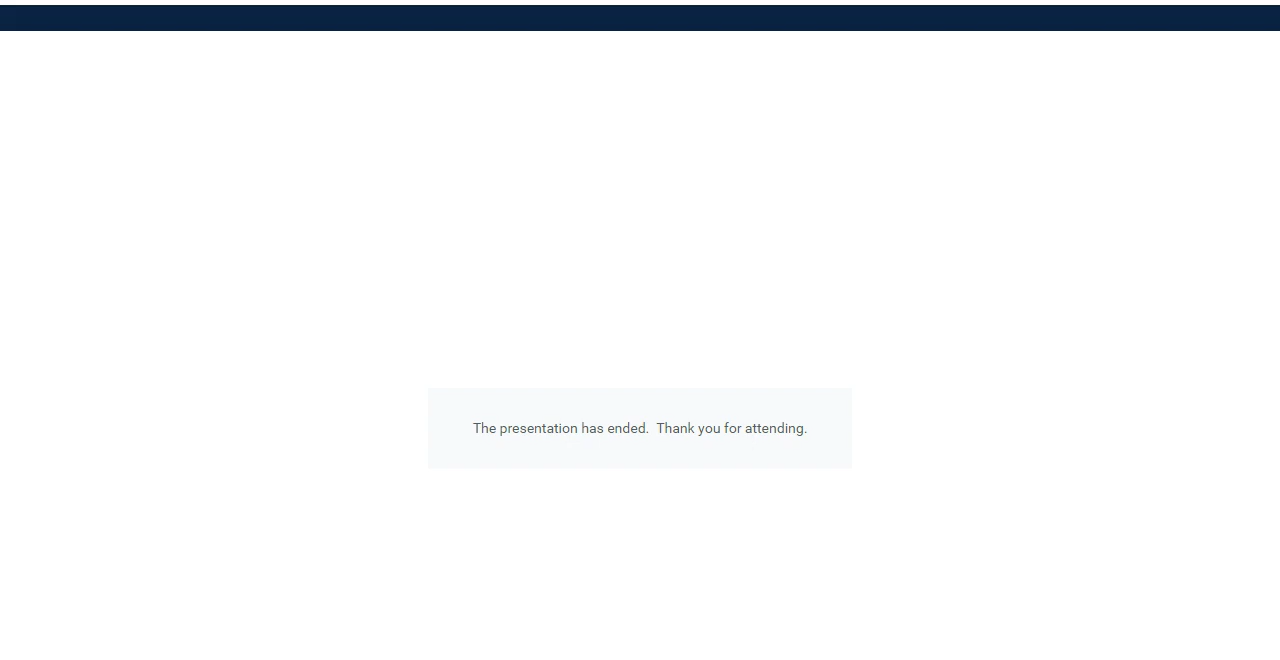 The presentation has ended.  Thank you for attending.